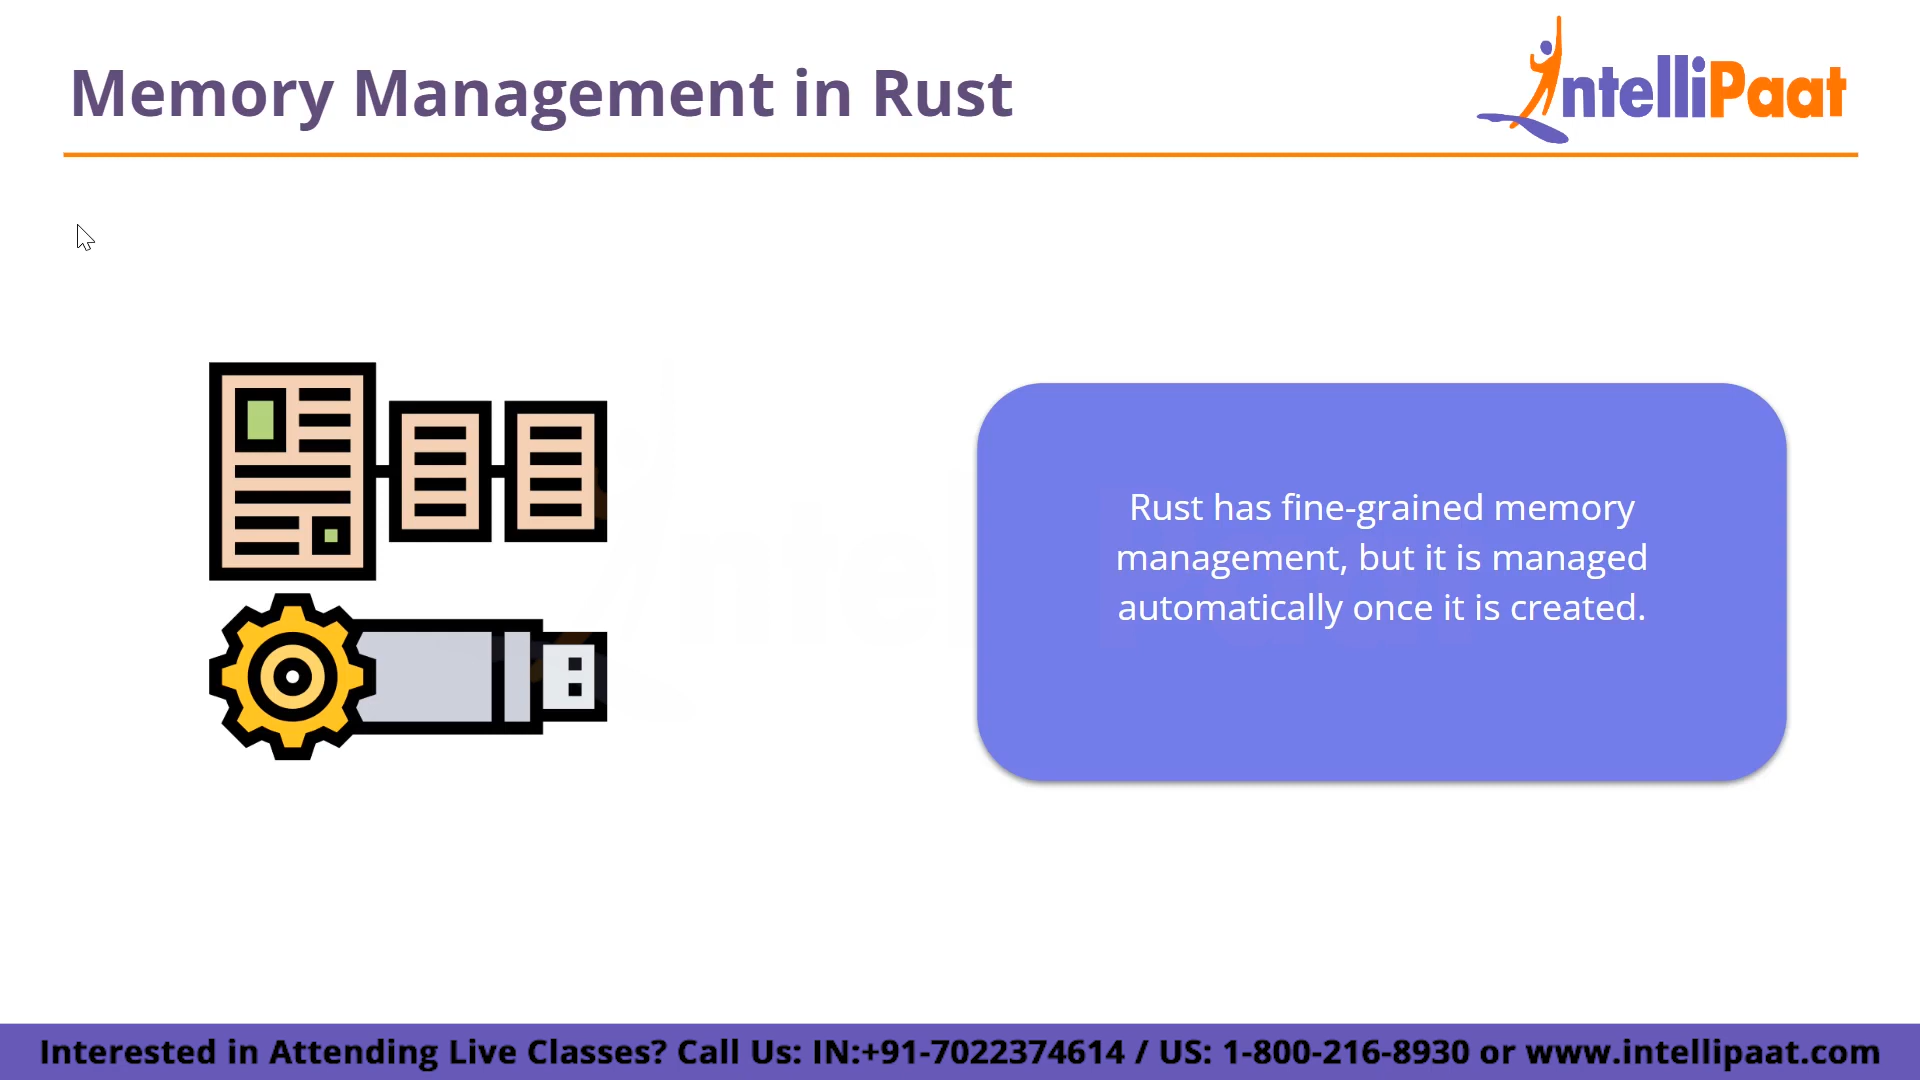 Memory Management in Rust
ntelliPaat
Rust has fine-grained memory
management, but it is managed
automatically once it is created.
Interested in Attending Live Classes? Call Us: IN:+91-7022374614 / US: 1-800-216-8930 or www.intellipaat.com